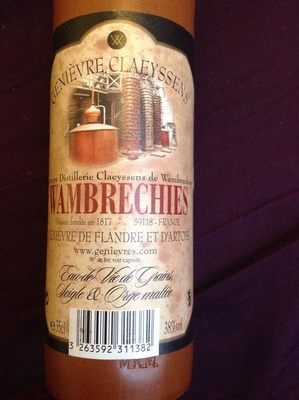 GENIÈVRE CLAEYSSENS
Distillerie Claeyssens de Wambrechies
WAMBRECHIES
Maison fondée en 1817 59118 - FRANCE
GENIÈVRE DE FLANDRE ET D'ARTOIS
www.genievres.com
N° de lot voir capsule
Eau de Vie de Grains,
Seigle & Orge maltée
35cl 38%vol
3 263592 311382